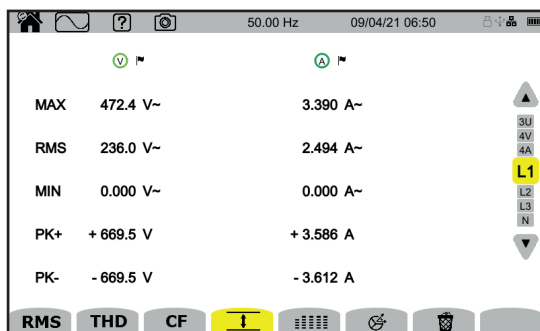 ? 50.00 Hz 09/04/21 06:50
V A
MAX 472.4 V~ 3.390 A~
RMS 236.0 V~ 2.494 A~
MIN 0.000 V~ 0.000 A~
PK+ + 669.5 V + 3.586 A
PK- - 669.5 V - 3.612 A
3U
4V
4A
L1
L2
L3
N
RMS THD CF